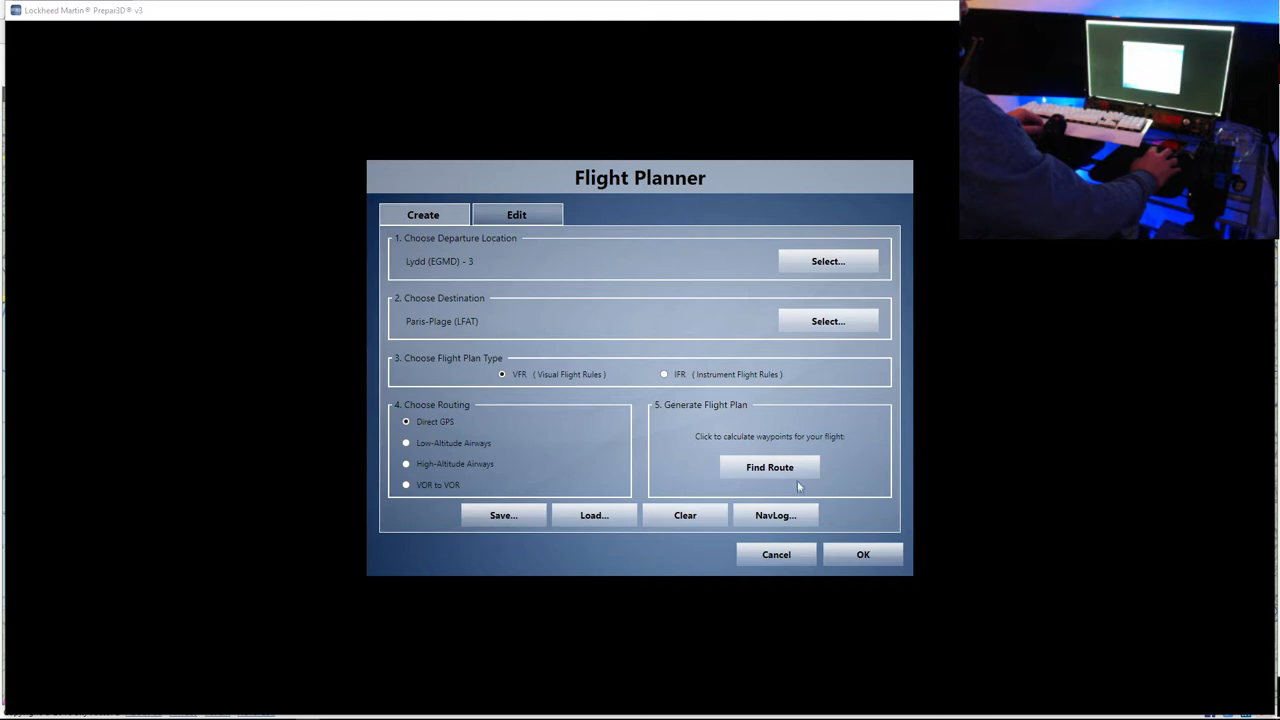 Lockheed Martin® Prepar3D® v3
Flight Planner
Create
Edit
1. Choose Departure Location
Lydd (EGMD) - 3
Select...
2. Choose Destination
Paris-Plage (LFAT)
Select...
3. Choose Flight Plan Type
VFR ( Visual Flight Rules )
IFR ( Instrument Flight Rules )
4. Choose Routing
Direct GPS
Low-Altitude Airways
High-Altitude Airways
VOR to VOR
5. Generate Flight Plan
Click to calculate waypoints for your flight:
Find Route
Save...
Load...
Clear
NavLog...
Cancel
OK